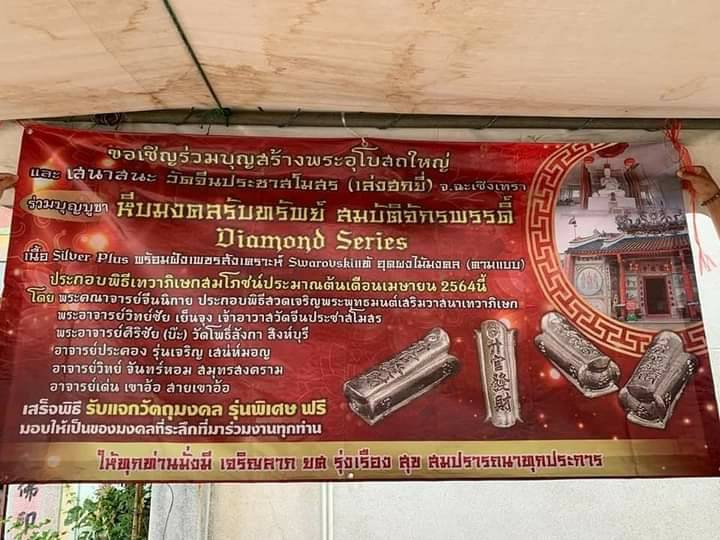 ขอเชิญร่วมบุญสร้างพระอุโบสถใหญ่
และ เสนาสนะ วัดจีนประชาสโมสร (เล่งฮกยี่) จ.ฉะเชิงเทรา
ร่วมบุญบูชา หีบมงคลรับทรัพย์ สมบัติจักรพรรดิ์
Diamond Series
เนื้อ Silver Plus พร้อมฝังเพชรสังเคราะห์ Swarovskiแท้ อุดผงไม้มงคล (ตามแบบ)
ประกอบพิธีเทวาภิเษกสมโภชน์ประมาณต้นเดือนเมษายน 2564นี้
โดย พระคณาจารย์จีนนิกาย ประกอบพิธีสวดเจริญพระพุทธมนต์เสริมวาสนาเทวาภิเษก
พระอาจารย์วิทย์ชัย เย็นจุง เจ้าอาวาสวัดจีนประชาสโมสร
พระอาจารย์ศิริชัย (บ๊ะ) วัดโพธิ์ลังกา สิงห์บุรี
อาจารย์ประคอง รุ่นเจริญ เสน่ห์มอญ
อาจารย์วิทย์ จันทร์หอม สมุทรสงคราม
อาจารย์เด่น เขาอ้อ สายเขาอ้อ
เสร็จพิธี รับแจกวัตถุมงคล รุ่นพิเศษ ฟรี
มอบให้เป็นของมงคลที่ระลึกที่มาร่วมงานทุกท่าน
ให้ทุกท่านมั่งมี เจริญลาภ ยศ รุ่งเรือง สุข สมปรารถนาทุกประการ
官發財
佛